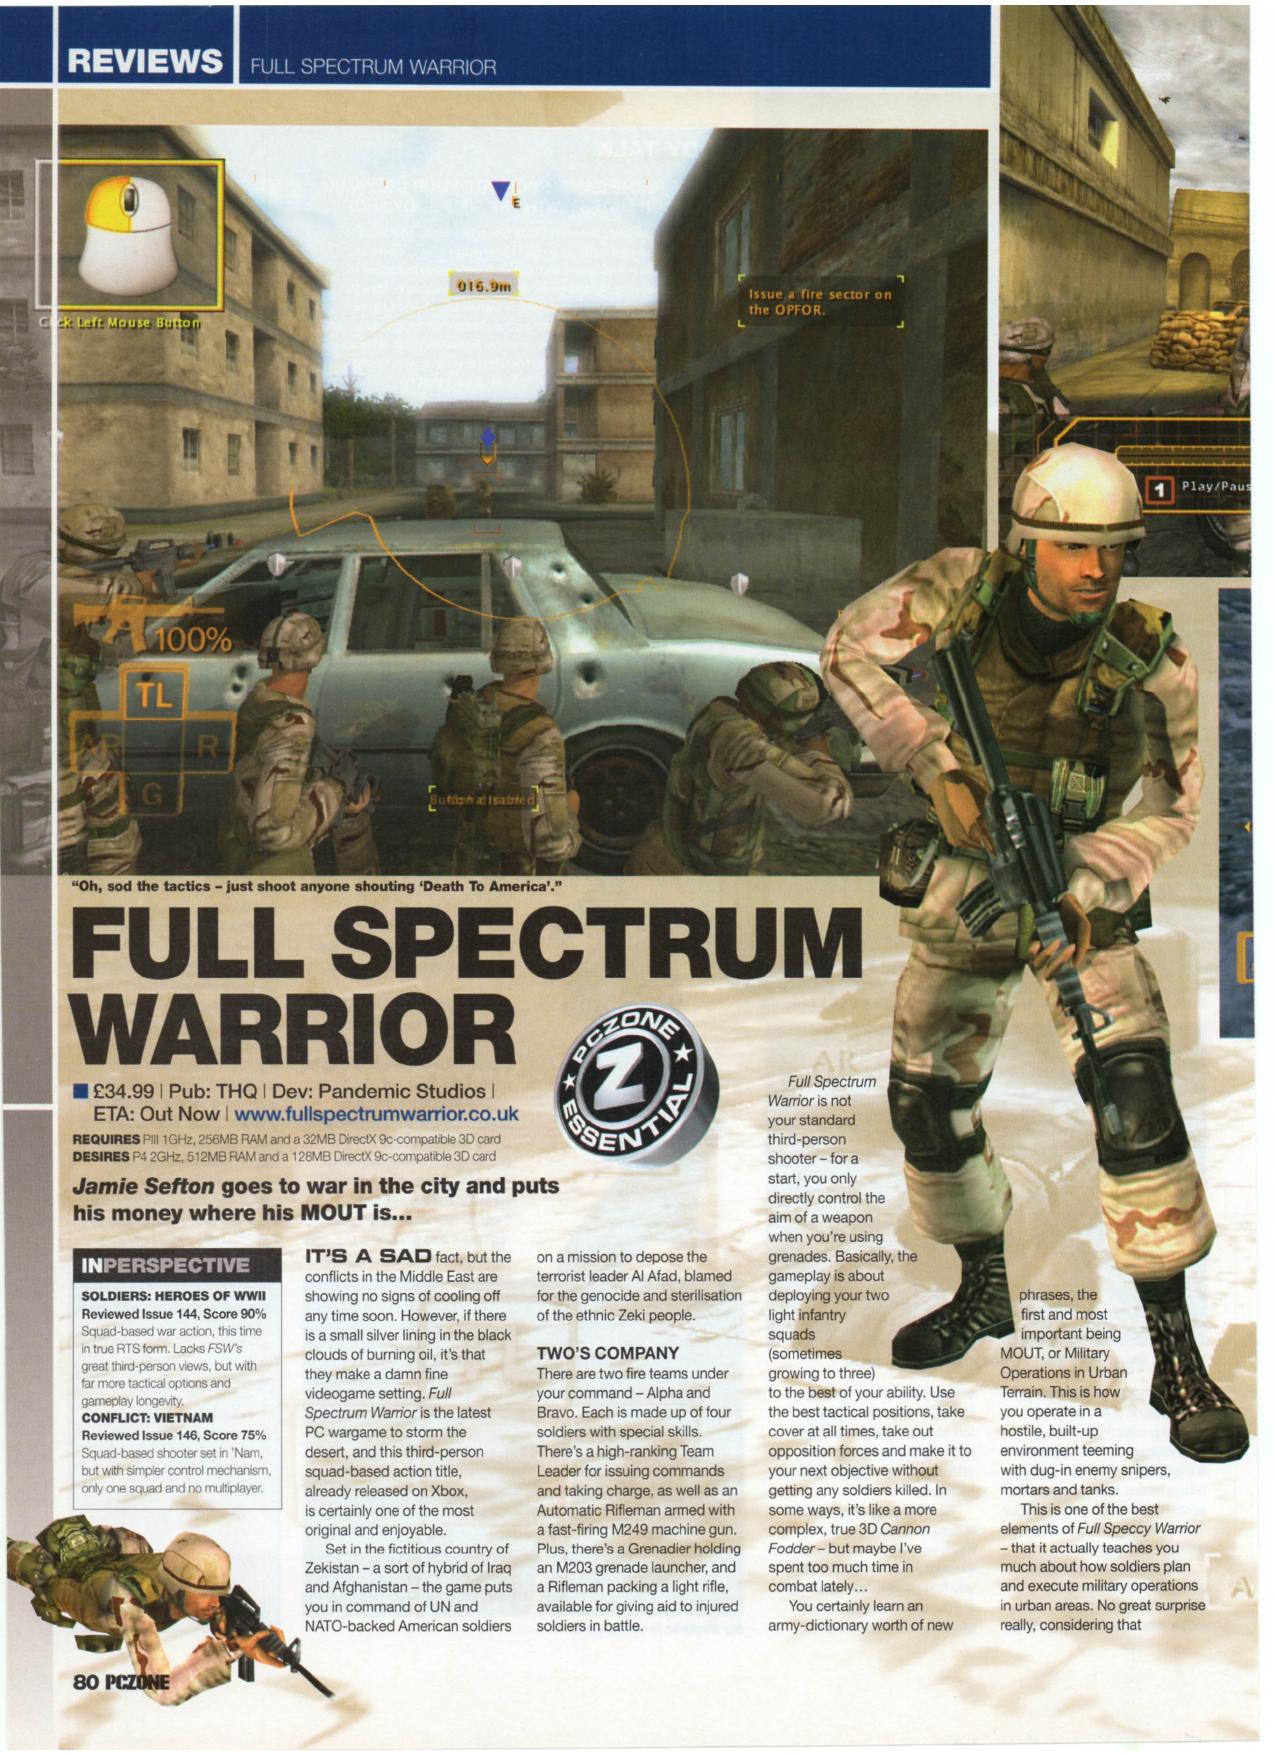 REVIEWS
FULL SPECTRUM WARRIOR
E
016.9m
Issue a fire sector on
the OPFOR.
Click Left Mouse Button
1 Play/Paus
100%
TL
AR R
G
"Oh, sod the tactics – just shoot anyone shouting 'Death To America'."
FULL SPECTRUM
WARRIOR
PCZONE
Z
ESSENTIAL
£34.99 | Pub: THQ | Dev: Pandemic Studios |
ETA: Out Now | www.fullspectrumwarrior.co.uk
REQUIRES PIII 1GHz, 256MB RAM and a 32MB DirectX 9c-compatible 3D card
DESIRES P4 2GHz, 512MB RAM and a 128MB DirectX 9c-compatible 3D card
Jamie Sefton goes to war in the city and puts
his money where his MOUT is...
INPERSPECTIVE
SOLDIERS: HEROES OF WWII
Reviewed Issue 144, Score 90%
Squad-based war action, this time
in true RTS form. Lacks FSW's
great third-person views, but with
far more tactical options and
gameplay longevity.
CONFLICT: VIETNAM
Reviewed Issue 146, Score 75%
Squad-based shooter set in 'Nam,
but with simpler control mechanism,
only one squad and no multiplayer.
IT'S A SAD fact, but the
conflicts in the Middle East are
showing no signs of cooling off
any time soon. However, if there
is a small silver lining in the black
clouds of burning oil, it's that
they make a damn fine
videogame setting. Full
Spectrum Warrior is the latest
PC wargame to storm the
desert, and this third-person
squad-based action title,
already released on Xbox,
is certainly one of the most
original and enjoyable.
Set in the fictitious country of
Zekistan – a sort of hybrid of Iraq
and Afghanistan – the game puts
you in command of UN and
NATO-backed American soldiers
on a mission to depose the
terrorist leader Al Afad, blamed
for the genocide and sterilisation
of the ethnic Zeki people.
TWO'S COMPANY
There are two fire teams under
your command – Alpha and
Bravo. Each is made up of four
soldiers with special skills.
There's a high-ranking Team
Leader for issuing commands
and taking charge, as well as an
Automatic Rifleman armed with
a fast-firing M249 machine gun.
Plus, there's a Grenadier holding
an M203 grenade launcher, and
a Rifleman packing a light rifle,
available for giving aid to injured
soldiers in battle.
Full Spectrum
Warrior is not
your standard
third-person
shooter – for a
start, you only
directly control the
aim of a weapon
when you're using
grenades. Basically, the
gameplay is about
deploying your two
light infantry
squads
(sometimes
growing to three)
to the best of your ability. Use
the best tactical positions, take
cover at all times, take out
opposition forces and make it to
your next objective without
getting any soldiers killed. In
some ways, it's like a more
complex, true 3D Cannon
Fodder – but maybe I've
spent too much time in
combat lately...
You certainly learn an
army-dictionary worth of new
phrases, the
first and most
important being
MOUT, or Military
Operations in Urban
Terrain. This is how
you operate in a
hostile, built-up
environment teeming
with dug-in enemy snipers,
mortars and tanks.
This is one of the best
elements of Full Speccy Warrior
– that it actually teaches you
much about how soldiers plan
and execute military operations
in urban areas. No great surprise
really, considering that
80 PCZONE